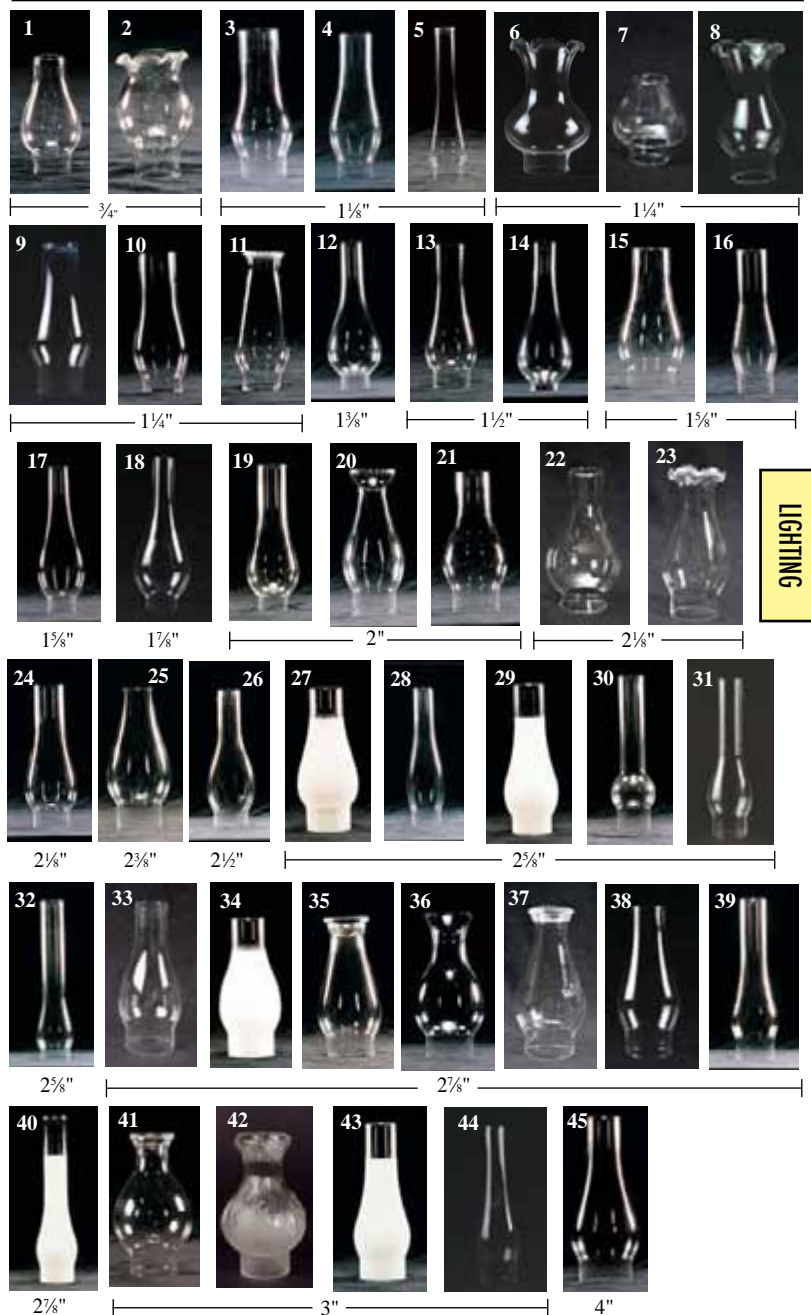 1 2 3 4 5 6 7 8
¾" 1⅛" 1¼"
9 10 11 12 13 14 15 16
1¼" 1⅜" 1½" 1⅝"
17 18 19 20 21 22 23
LIGHTING
1⅝" 1⅞" 2" 2⅛"
24 25 26 27 28 29 30 31
2⅛" 2⅜" 2½" 2⅝"
32 33 34 35 36 37 38 39
2⅝" 2⅞"
40 41 42 43 44 45
2⅞" 3" 4"